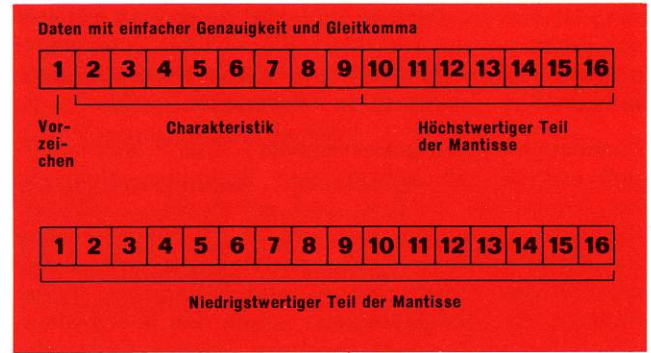 Daten mit einfacher Genauigkeit und Gleitkomma
1 2 3 4 5 6 7 8 9 10 11 12 13 14 15 16
Vor-
zei-
chen
Charakteristik
Höchstwertiger Teil
der Mantisse
1 2 3 4 5 6 7 8 9 10 11 12 13 14 15 16
Niedrigstwertiger Teil der Mantisse